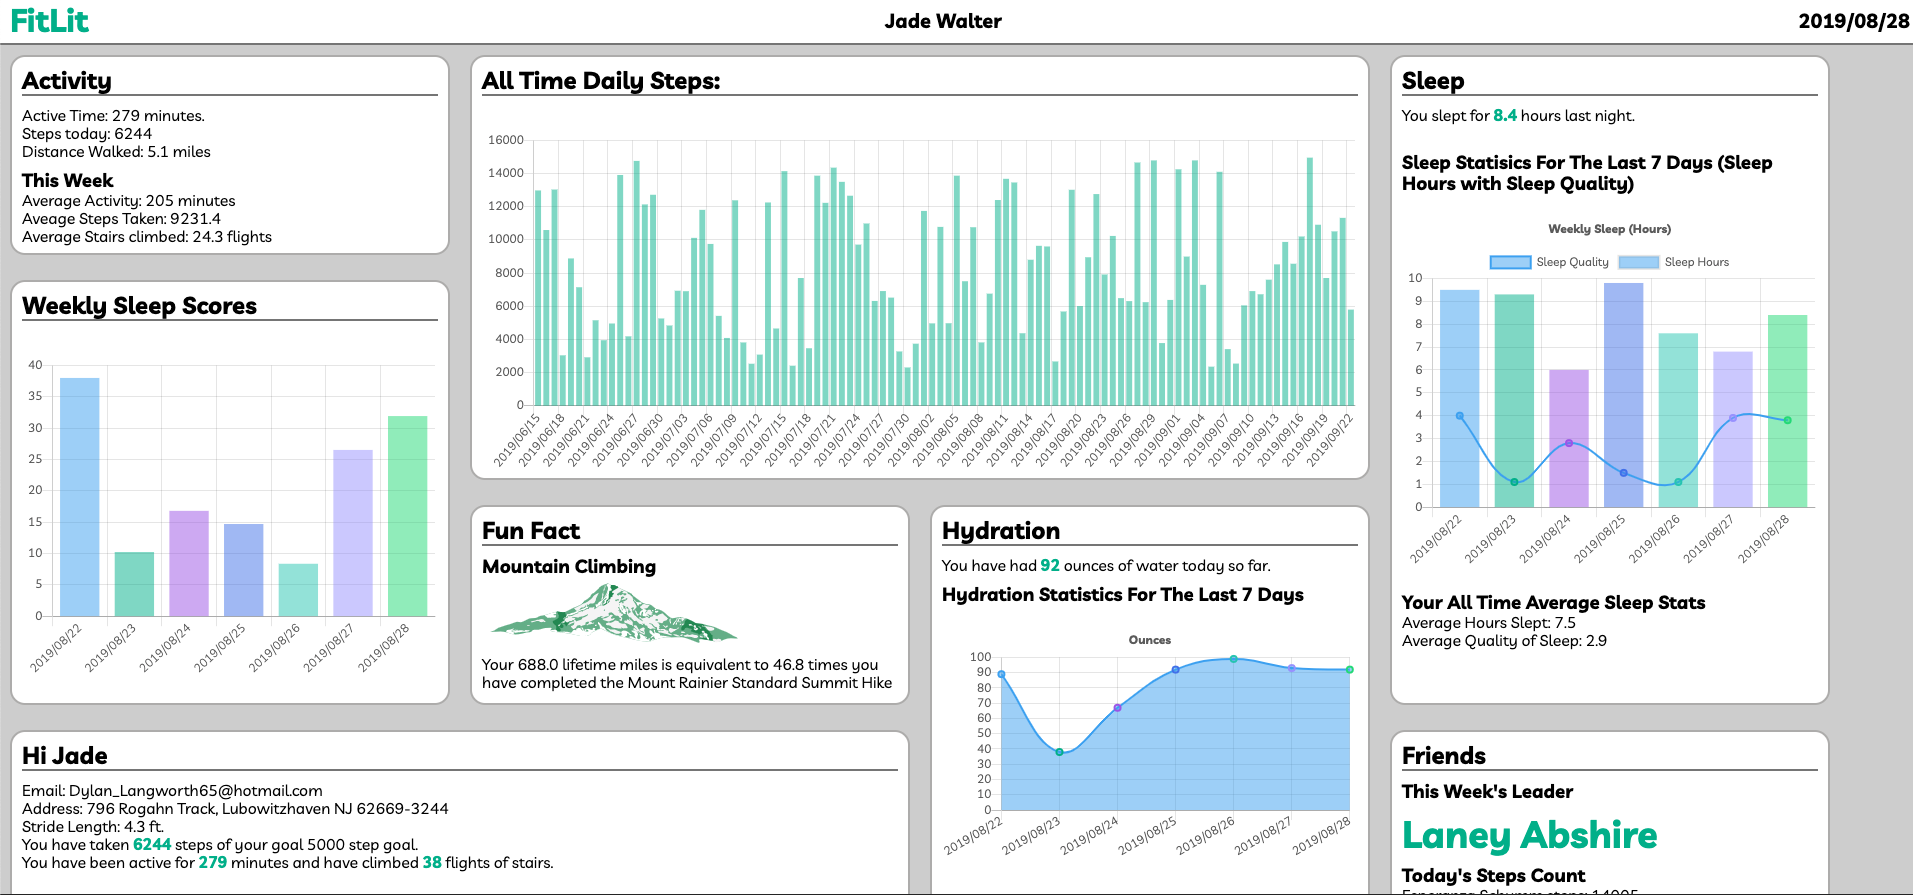 FitLit
Jade Walter
2019/08/28
Activity
Active Time: 279 minutes.
Steps today: 6244
Distance Walked: 5.1 miles
This Week
Average Activity: 205 minutes
Aveage Steps Taken: 9231.4
Average Stairs climbed: 24.3 flights
Weekly Sleep Scores
40
35
30
25
20
15
10
5
0
2019/08/22
2019/08/23
2019/08/24
2019/08/25
2019/08/26
2019/08/27
2019/08/28
All Time Daily Steps:
16000
14000
12000
10000
8000
6000
4000
2000
0
2019/06/15
2019/06/18
2019/06/21
2019/06/24
2019/06/27
2019/06/30
2019/07/03
2019/07/06
2019/07/09
2019/07/12
2019/07/15
2019/07/18
2019/07/21
2019/07/24
2019/07/27
2019/07/30
2019/08/02
2019/08/05
2019/08/08
2019/08/11
2019/08/14
2019/08/17
2019/08/20
2019/08/23
2019/08/26
2019/08/29
2019/09/01
2019/09/04
2019/09/07
2019/09/10
2019/09/13
2019/09/16
2019/09/19
2019/09/22
Fun Fact
Mountain Climbing
Your 688.0 lifetime miles is equivalent to 46.8 times you
have completed the Mount Rainier Standard Summit Hike
Hydration
You have had 92 ounces of water today so far.
Hydration Statistics For The Last 7 Days
Ounces
100
90
80
70
60
50
40
30
20
10
0
2019/08/22
2019/08/23
2019/08/24
2019/08/25
2019/08/26
2019/08/27
2019/08/28
Sleep
You slept for 8.4 hours last night.
Sleep Statisics For The Last 7 Days (Sleep
Hours with Sleep Quality)
Weekly Sleep (Hours)
Sleep Quality
Sleep Hours
10
9
8
7
6
5
4
3
2
1
0
2019/08/22
2019/08/23
2019/08/24
2019/08/25
2019/08/26
2019/08/27
2019/08/28
Your All Time Average Sleep Stats
Average Hours Slept: 7.5
Average Quality of Sleep: 2.9
Hi Jade
Email: Dylan_Langworth65@hotmail.com
Address: 796 Rogahn Track, Lubowitzhaven NJ 62669-3244
Stride Length: 4.3 ft.
You have taken 6244 steps of your goal 5000 step goal.
You have been active for 279 minutes and have climbed 38 flights of stairs.
Friends
This Week's Leader
Laney Abshire
Today's Steps Count